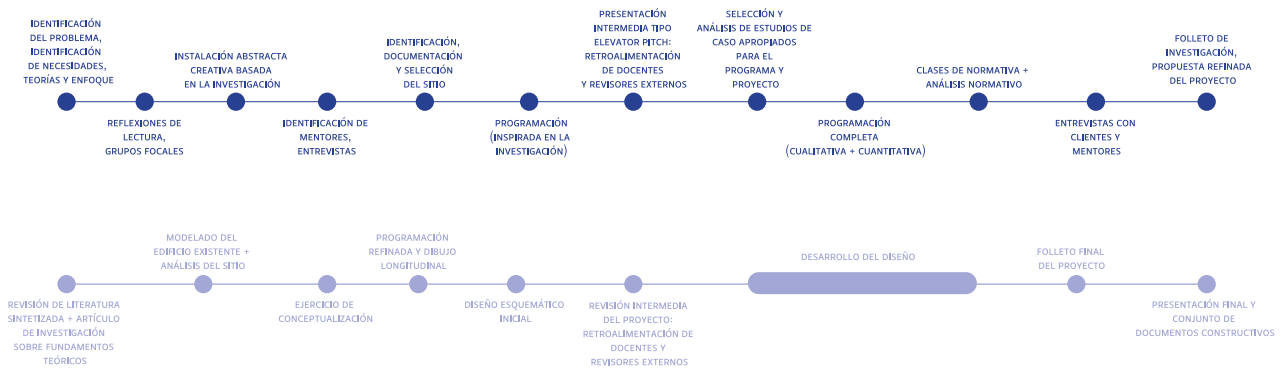 IDENTIFICACIÓN
DEL PROBLEMA,
IDENTIFICACIÓN
DE NECESIDADES,
TEORÍAS Y ENFOQUE
REFLEXIONES DE
LECTURA,
GRUPOS FOCALES
INSTALACIÓN ABSTRACTA
CREATIVA BASADA
EN LA INVESTIGACIÓN
IDENTIFICACIÓN DE
MENTORES,
ENTREVISTAS
IDENTIFICACIÓN,
DOCUMENTACIÓN
Y SELECCIÓN
DEL SITIO
PROGRAMACIÓN
(INSPIRADA EN LA
INVESTIGACIÓN)
PRESENTACIÓN
INTERMEDIA TIPO
ELEVATOR PITCH:
RETROALIMENTACIÓN
DE DOCENTES
Y REVISORES EXTERNOS
SELECCIÓN Y
ANÁLISIS DE ESTUDIOS DE
CASO APROPIADOS
PARA EL
PROGRAMA Y
PROYECTO
PROGRAMACIÓN
COMPLETA
(CUALITATIVA + CUANTITATIVA)
CLASES DE NORMATIVA +
ANÁLISIS NORMATIVO
ENTREVISTAS CON
CLIENTES Y
MENTORES
FOLLETO DE
INVESTIGACIÓN,
PROPUESTA REFINADA
DEL PROYECTO
REVISIÓN DE LITERATURA
SINTETIZADA + ARTÍCULO
DE INVESTIGACIÓN
SOBRE FUNDAMENTOS
TEÓRICOS
MODELADO DEL
EDIFICIO EXISTENTE +
ANÁLISIS DEL SITIO
EJERCICIO DE
CONCEPTUALIZACIÓN
PROGRAMACIÓN
REFINADA Y DIBUJO
LONGITUDINAL
DISEÑO ESQUEMÁTICO
INICIAL
REVISIÓN INTERMEDIA
DEL PROYECTO:
RETROALIMENTACIÓN DE
DOCENTES Y
REVISORES EXTERNOS
DESARROLLO DEL DISEÑO
FOLLETO FINAL
DEL PROYECTO
PRESENTACIÓN FINAL Y
CONJUNTO DE
DOCUMENTOS CONSTRUCTIVOS